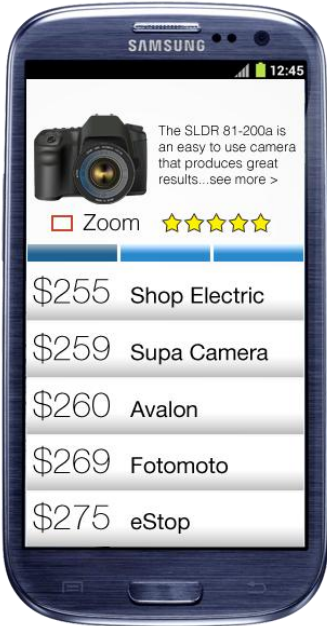 SAMSUNG
12:45
The SLDR 81-200a is
an easy to use camera
that produces great
results...see more >
Zoom
$255 Shop Electric
$259 Supa Camera
$260 Avalon
$269 Fotomoto
$275 eStop